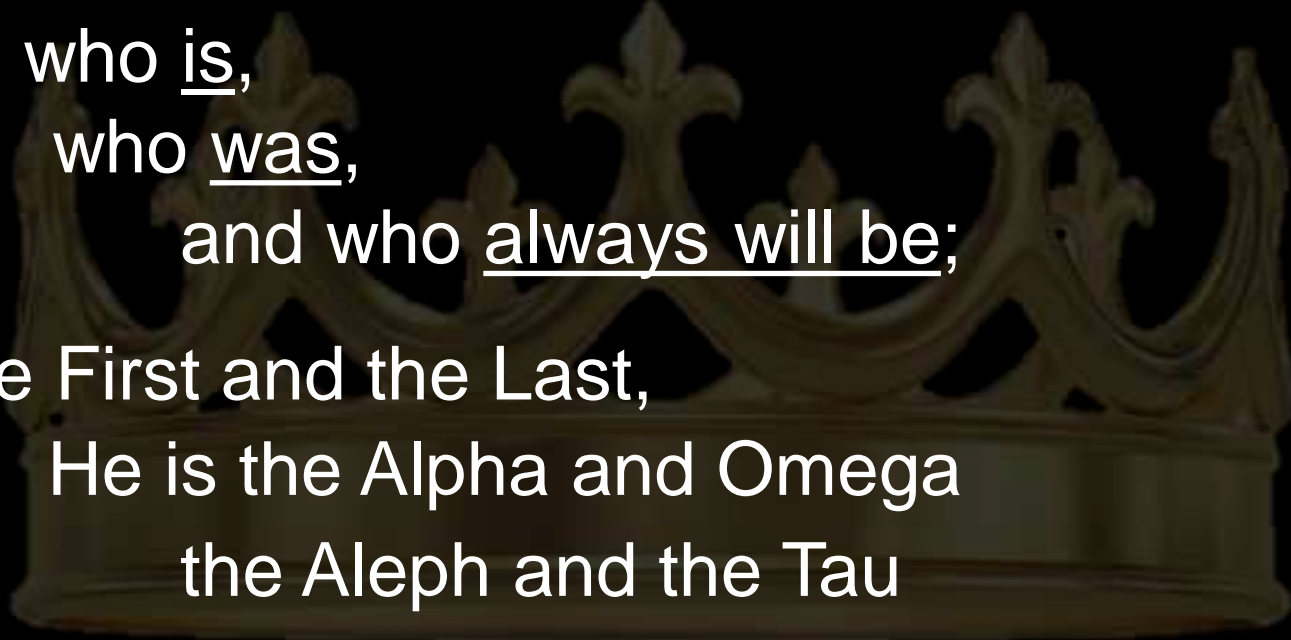 who is,
who was,
and who always will be;
e First and the Last,
He is the Alpha and Omega
the Aleph and the Tau